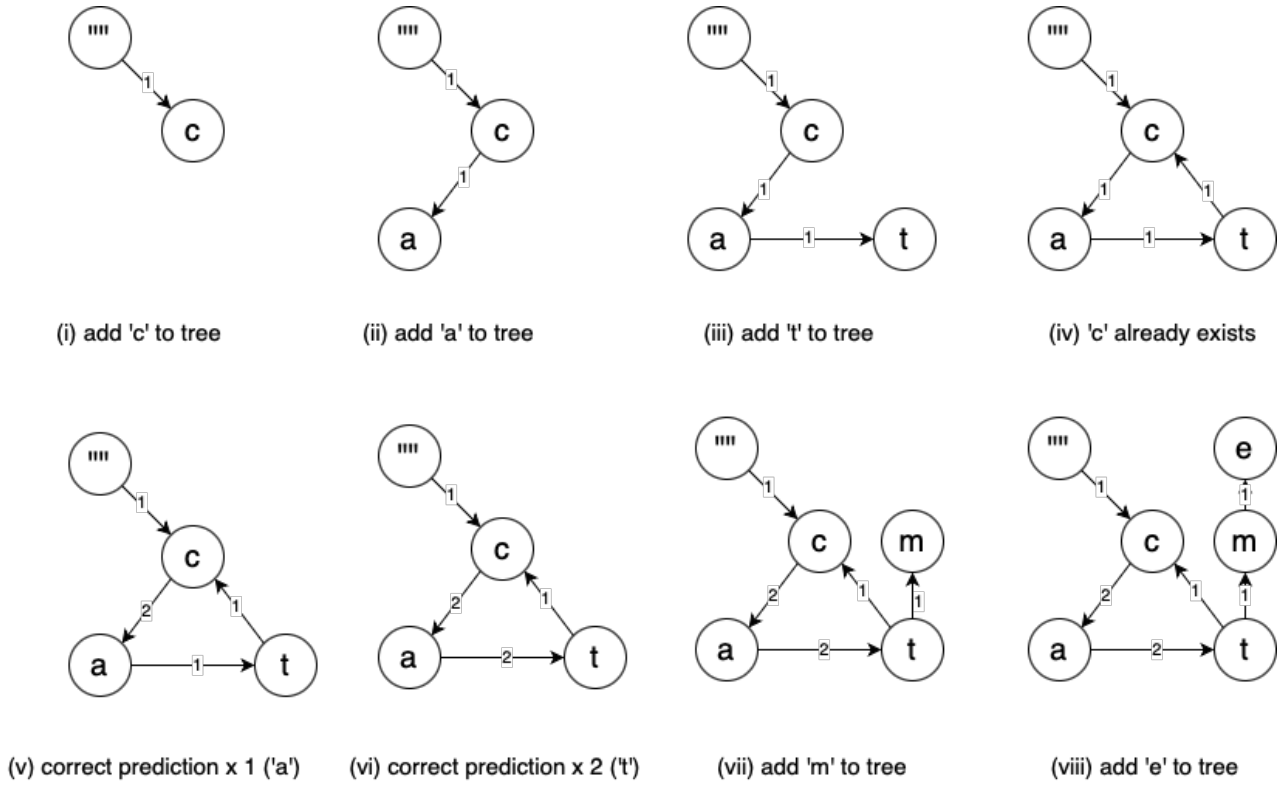 ""
1
c
(i) add 'c' to tree
""
1
c
1
a
(ii) add 'a' to tree
""
1
c
1
a
1
t
(iii) add 't' to tree
""
1
c
1
1
a
1
t
(iv) 'c' already exists
""
1
c
2
1
a
1
t
(v) correct prediction x 1 ('a')
""
1
c
2
1
a
2
t
(vi) correct prediction x 2 ('t')
""
1
c
m
2
1
1
a
2
t
(vii) add 'm' to tree
""
e
1
1
c
m
2
1
1
a
2
t
(viii) add 'e' to tree